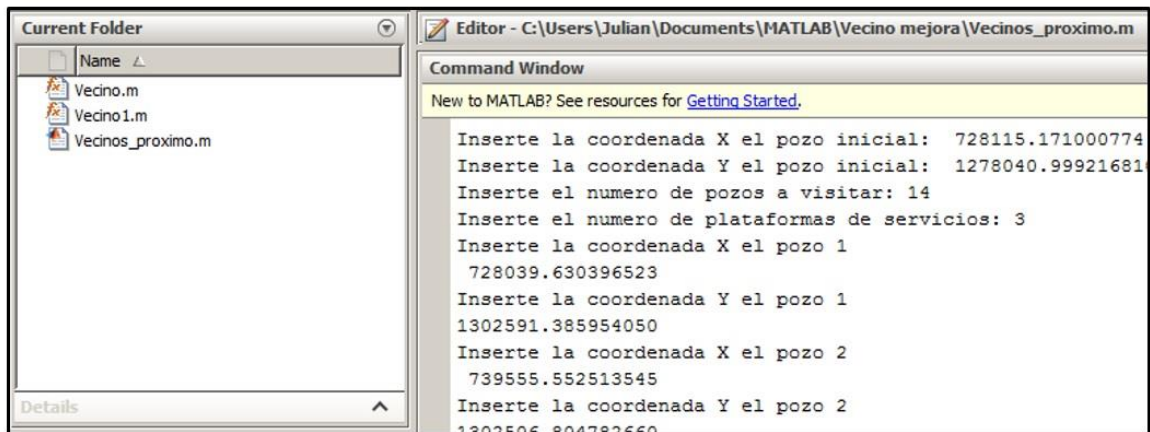 Current Folder
Name
Vecino.m
Vecino1.m
Vecinos_proximo.m
Details
Editor - C:\Users\Julian\Documents\MATLAB\Vecino mejora\Vecinos_proximo.m
Command Window
New to MATLAB? See resources for Getting Started.
Inserte la coordenada X el pozo inicial:  728115.171000774
Inserte la coordenada Y el pozo inicial:  1278040.99921681
Inserte el numero de pozos a visitar: 14
Inserte el numero de plataformas de servicios: 3
Inserte la coordenada X el pozo 1
728039.630396523
Inserte la coordenada Y el pozo 1
1302591.385954050
Inserte la coordenada X el pozo 2
739555.552513545
Inserte la coordenada Y el pozo 2
1302506.804782660